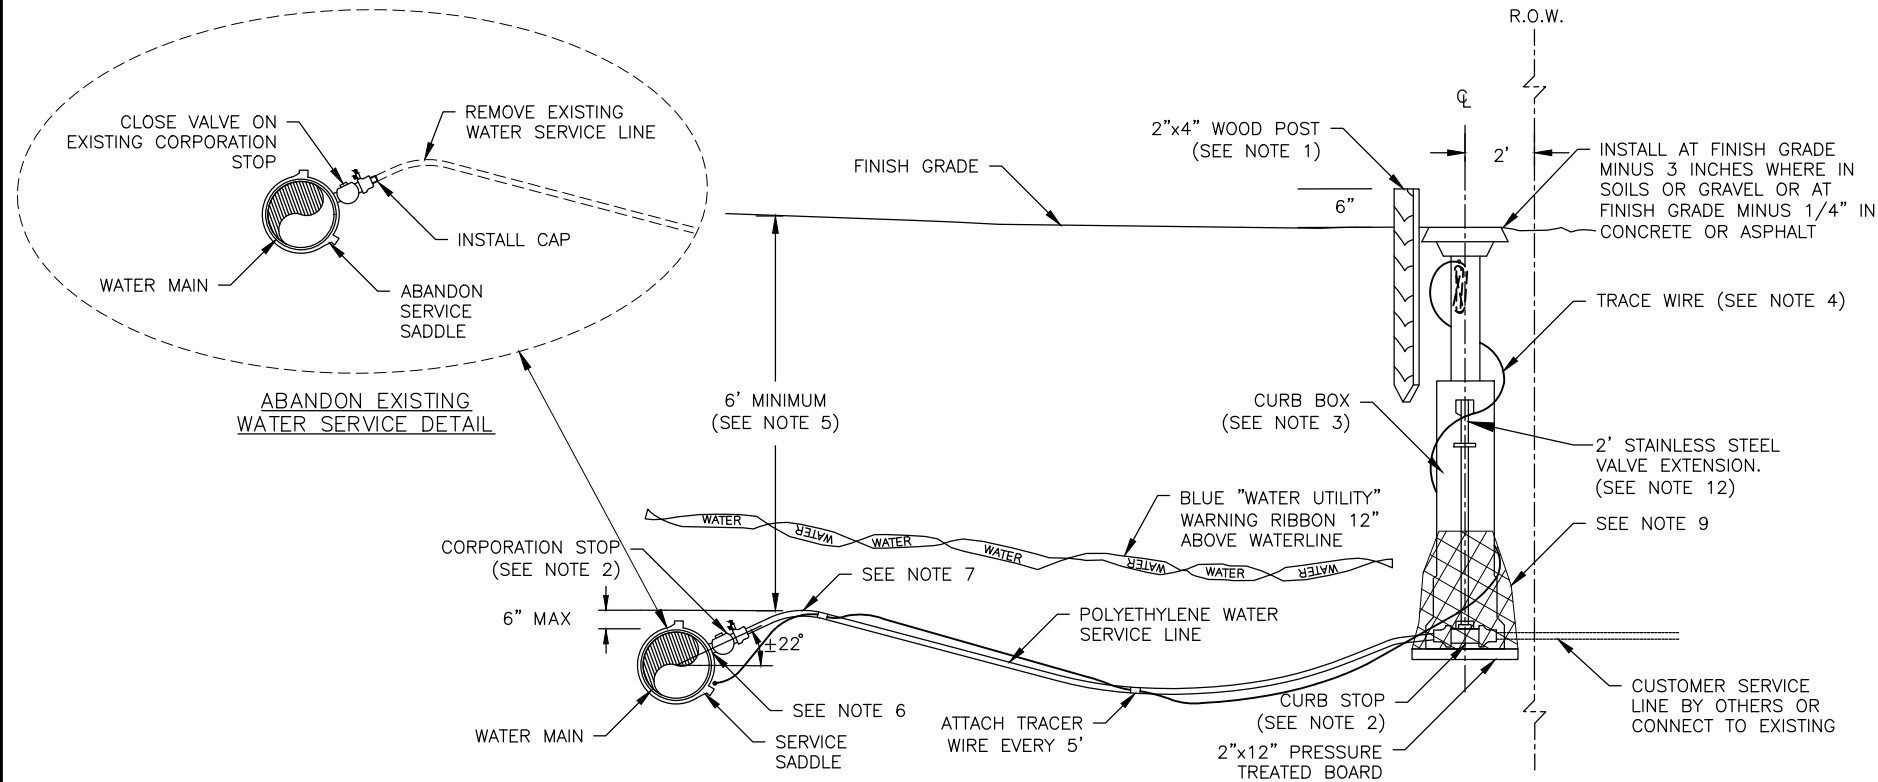 R.O.W.
CLOSE VALVE ON
EXISTING CORPORATION
STOP
REMOVE EXISTING
WATER SERVICE LINE
INSTALL CAP
WATER MAIN
ABANDON
SERVICE
SADDLE
ABANDON EXISTING
WATER SERVICE DETAIL
FINISH GRADE
2"x4" WOOD POST
(SEE NOTE 1)
6"
℄
2'
INSTALL AT FINISH GRADE
MINUS 3 INCHES WHERE IN
SOILS OR GRAVEL OR AT
FINISH GRADE MINUS 1/4" IN
CONCRETE OR ASPHALT
TRACE WIRE (SEE NOTE 4)
6' MINIMUM
(SEE NOTE 5)
CURB BOX
(SEE NOTE 3)
2' STAINLESS STEEL
VALVE EXTENSION.
(SEE NOTE 12)
BLUE "WATER UTILITY"
WARNING RIBBON 12"
ABOVE WATERLINE
SEE NOTE 9
WATER
WATER
WATER
WATER
WATER
WATER
WATER
CORPORATION STOP
(SEE NOTE 2)
SEE NOTE 7
6" MAX
±22°
POLYETHYLENE WATER
SERVICE LINE
SEE NOTE 6
WATER MAIN
SERVICE
SADDLE
ATTACH TRACER
WIRE EVERY 5'
CURB STOP
(SEE NOTE 2)
2"x12" PRESSURE
TREATED BOARD
CUSTOMER SERVICE
LINE BY OTHERS OR
CONNECT TO EXISTING